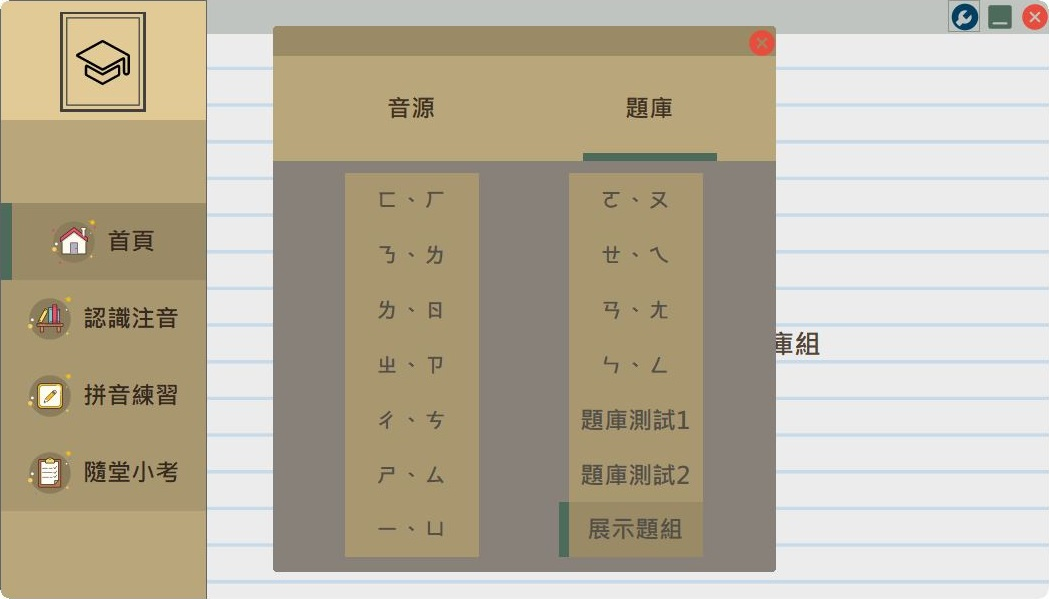 首頁
認識注音
拼音練習
隨堂小考
音源
題庫
ㄈ、ㄏ
ㄋ、ㄌ
ㄌ、ㄖ
ㄓ、ㄗ
ㄔ、ㄘ
ㄕ、ㄙ
ㄧ、ㄩ
ㄛ、ㄡ
ㄝ、ㄟ
ㄢ、ㄤ
ㄣ、ㄥ
題庫測試1
題庫測試2
展示題組
庫組